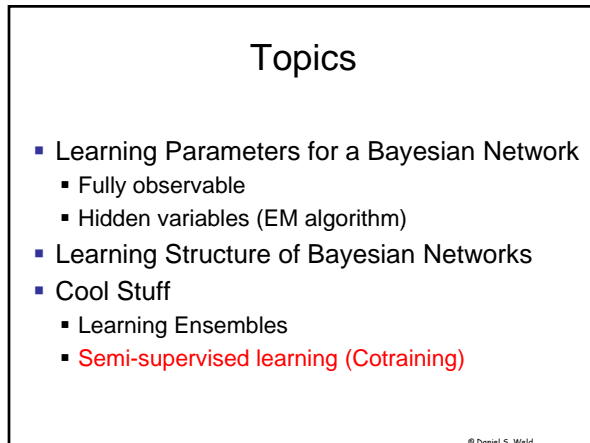 Topics
▪ Learning Parameters for a Bayesian Network
▪ Fully observable
▪ Hidden variables (EM algorithm)
▪ Learning Structure of Bayesian Networks
▪ Cool Stuff
▪ Learning Ensembles
▪ Semi-supervised learning (Cotraining)
© Daniel S. Weld